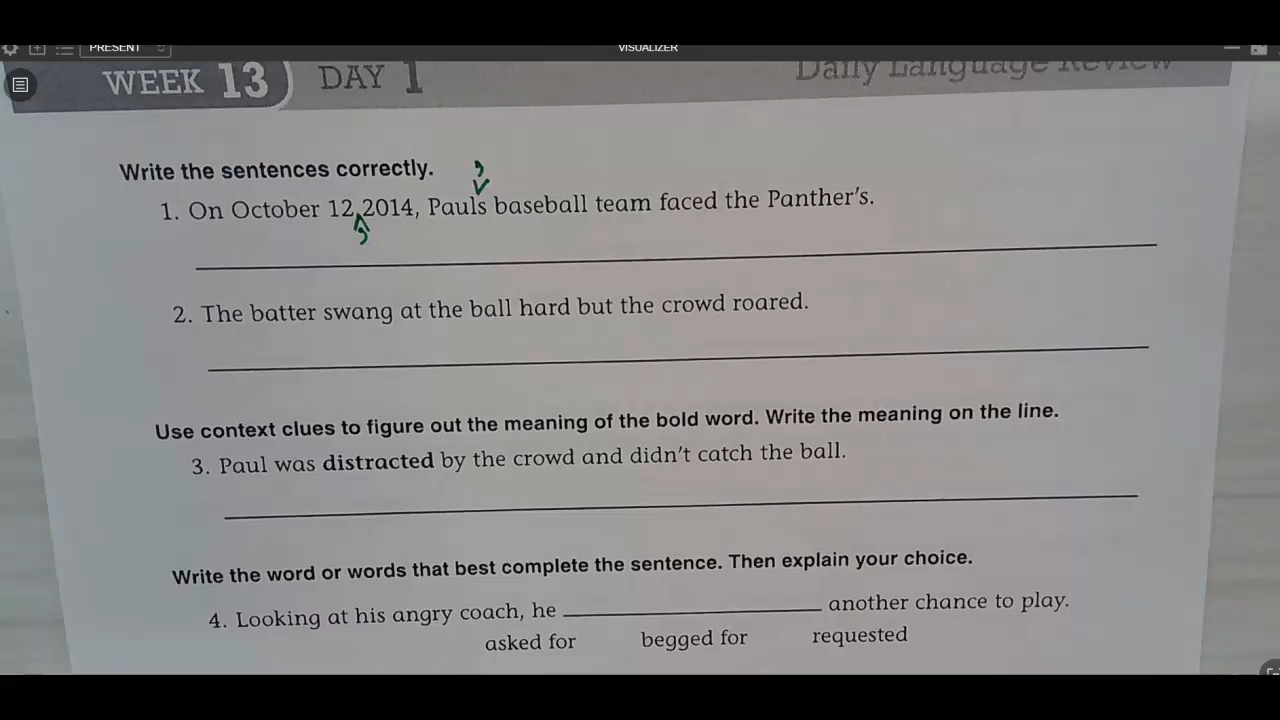 PRESENT
VISUALIZER
WEEK 13 DAY 1 Daily Language Review
Write the sentences correctly.
1. On October 12 2014, Pauls baseball team faced the Panther's.
2. The batter swang at the ball hard but the crowd roared.
Use context clues to figure out the meaning of the bold word. Write the meaning on the line.
3. Paul was distracted by the crowd and didn't catch the ball.
Write the word or words that best complete the sentence. Then explain your choice.
4. Looking at his angry coach, he ____________ another chance to play.
asked for begged for requested